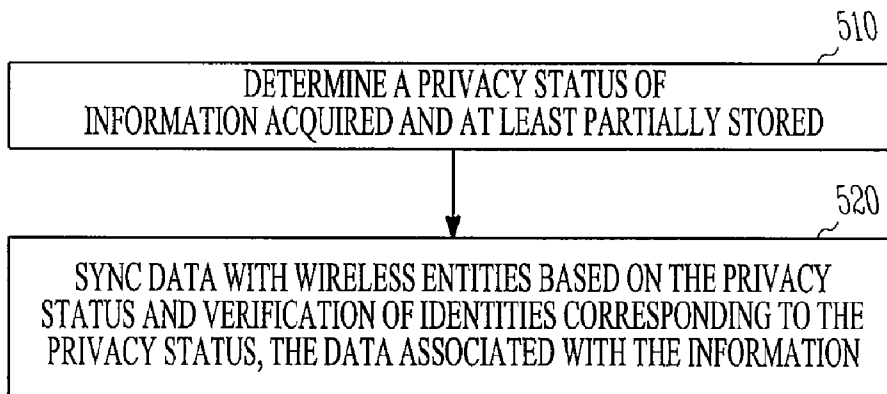 510
DETERMINE A PRIVACY STATUS OF
INFORMATION ACQUIRED AND AT LEAST PARTIALLY STORED
520
SYNC DATA WITH WIRELESS ENTITIES BASED ON THE PRIVACY
STATUS AND VERIFICATION OF IDENTITIES CORRESPONDING TO THE
PRIVACY STATUS, THE DATA ASSOCIATED WITH THE INFORMATION